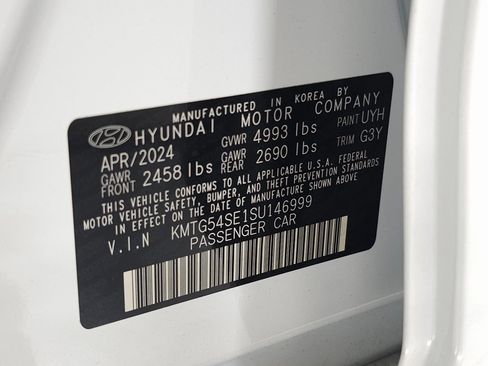 MANUFACTURED IN KOREA BY
HYUNDAI MOTOR COMPANY
APR/2024 GVWR 4993 lbs PAINT UYH
GAWR FRONT 2458 lbs GAWR REAR 2690 lbs TRIM G3Y
THIS VEHICLE CONFORMS TO ALL APPLICABLE U.S.A. FEDERAL
MOTOR VEHICLE SAFETY, BUMPER, AND THEFT PREVENTION STANDARDS
IN EFFECT ON THE DATE OF MANUFACTURE SHOWN ABOVE.
V.I.N KMTG54SE1SU146999
PASSENGER CAR